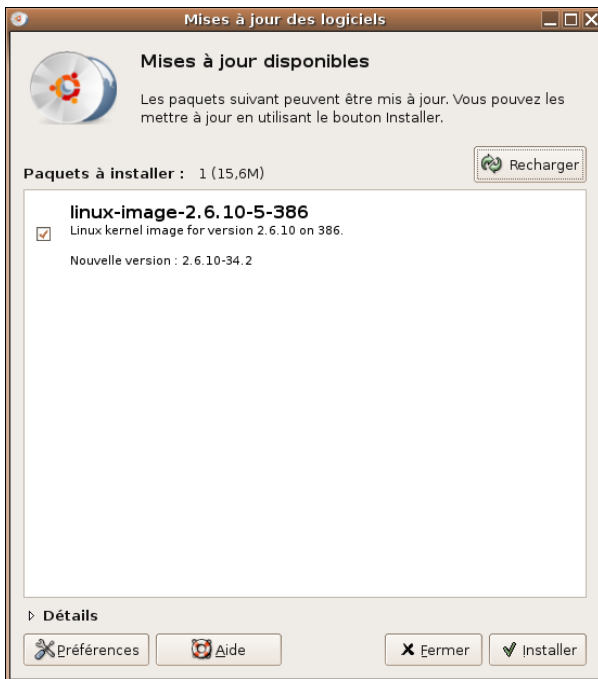 Mises à jour des logiciels
Mises à jour disponibles
Les paquets suivant peuvent être mis à jour. Vous pouvez les
mettre à jour en utilisant le bouton Installer.
Paquets à installer : 1 (15,6M)
Recharger
linux-image-2.6.10-5-386
Linux kernel image for version 2.6.10 on 386.
Nouvelle version : 2.6.10-34.2
Détails
Préférences
Aide
Fermer
Installer